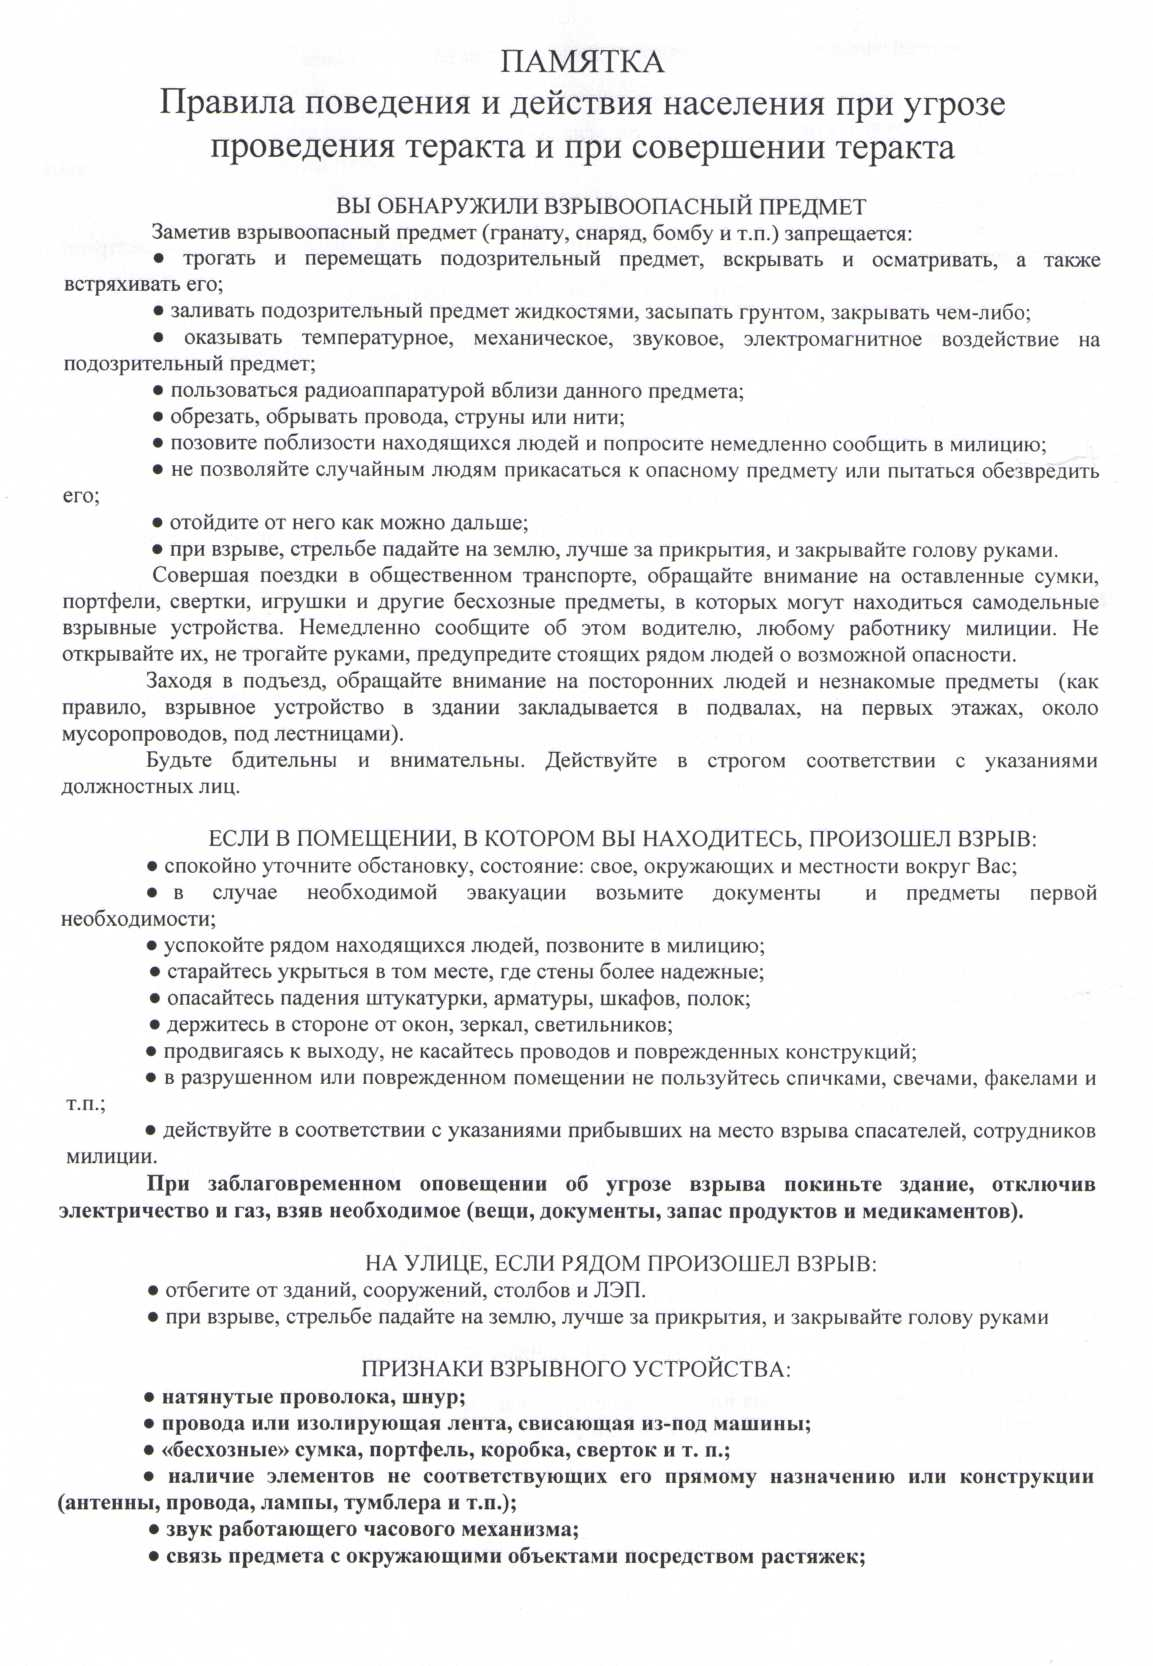 ПАМЯТКА
Правила поведения и действия населения при угрозе
проведения теракта и при совершении теракта
ВЫ ОБНАРУЖИЛИ ВЗРЫВООПАСНЫЙ ПРЕДМЕТ
Заметив взрывоопасный предмет (гранату, снаряд, бомбу и т.п.) запрещается:
● трогать и перемещать подозрительный предмет, вскрывать и осматривать, а также
встряхивать его;
● заливать подозрительный предмет жидкостями, засыпать грунтом, закрывать чем-либо;
● оказывать температурное, механическое, звуковое, электромагнитное воздействие на
подозрительный предмет;
● пользоваться радиоаппаратурой вблизи данного предмета;
● обрезать, обрывать провода, струны или нити;
● позовите поблизости находящихся людей и попросите немедленно сообщить в милицию;
● не позволяйте случайным людям прикасаться к опасному предмету или пытаться обезвредить
его;
● отойдите от него как можно дальше;
● при взрыве, стрельбе падайте на землю, лучше за прикрытия, и закрывайте голову руками.
Совершая поездки в общественном транспорте, обращайте внимание на оставленные сумки,
портфели, свертки, игрушки и другие бесхозные предметы, в которых могут находиться самодельные
взрывные устройства. Немедленно сообщите об этом водителю, любому работнику милиции. Не
открывайте их, не трогайте руками, предупредите стоящих рядом людей о возможной опасности.
Заходя в подъезд, обращайте внимание на посторонних людей и незнакомые предметы (как
правило, взрывное устройство в здании закладывается в подвалах, на первых этажах, около
мусоропроводов, под лестницами).
Будьте бдительны и внимательны. Действуйте в строгом соответствии с указаниями
должностных лиц.
ЕСЛИ В ПОМЕЩЕНИИ, В КОТОРОМ ВЫ НАХОДИТЕСЬ, ПРОИЗОШЕЛ ВЗРЫВ:
● спокойно уточните обстановку, состояние: свое, окружающих и местности вокруг Вас;
● в случае необходимой эвакуации возьмите документы и предметы первой
необходимости;
● успокойте рядом находящихся людей, позвоните в милицию;
● старайтесь укрыться в том месте, где стены более надежные;
● опасайтесь падения штукатурки, арматуры, шкафов, полок;
● держитесь в стороне от окон, зеркал, светильников;
● продвигаясь к выходу, не касайтесь проводов и поврежденных конструкций;
● в разрушенном или поврежденном помещении не пользуйтесь спичками, свечами, факелами и
т.п.;
● действуйте в соответствии с указаниями прибывших на место взрыва спасателей, сотрудников
милиции.
При заблаговременном оповещении об угрозе взрыва покиньте здание, отключив
электричество и газ, взяв необходимое (вещи, документы, запас продуктов и медикаментов).
НА УЛИЦЕ, ЕСЛИ РЯДОМ ПРОИЗОШЕЛ ВЗРЫВ:
● отбегите от зданий, сооружений, столбов и ЛЭП.
● при взрыве, стрельбе падайте на землю, лучше за прикрытия, и закрывайте голову руками
ПРИЗНАКИ ВЗРЫВНОГО УСТРОЙСТВА:
● натянутые проволока, шнур;
● провода или изолирующая лента, свисающая из-под машины;
● «бесхозные» сумка, портфель, коробка, сверток и т. п.;
● наличие элементов не соответствующих его прямому назначению или конструкции
(антенны, провода, лампы, тумблера и т.п.);
● звук работающего часового механизма;
● связь предмета с окружающими объектами посредством растяжек;